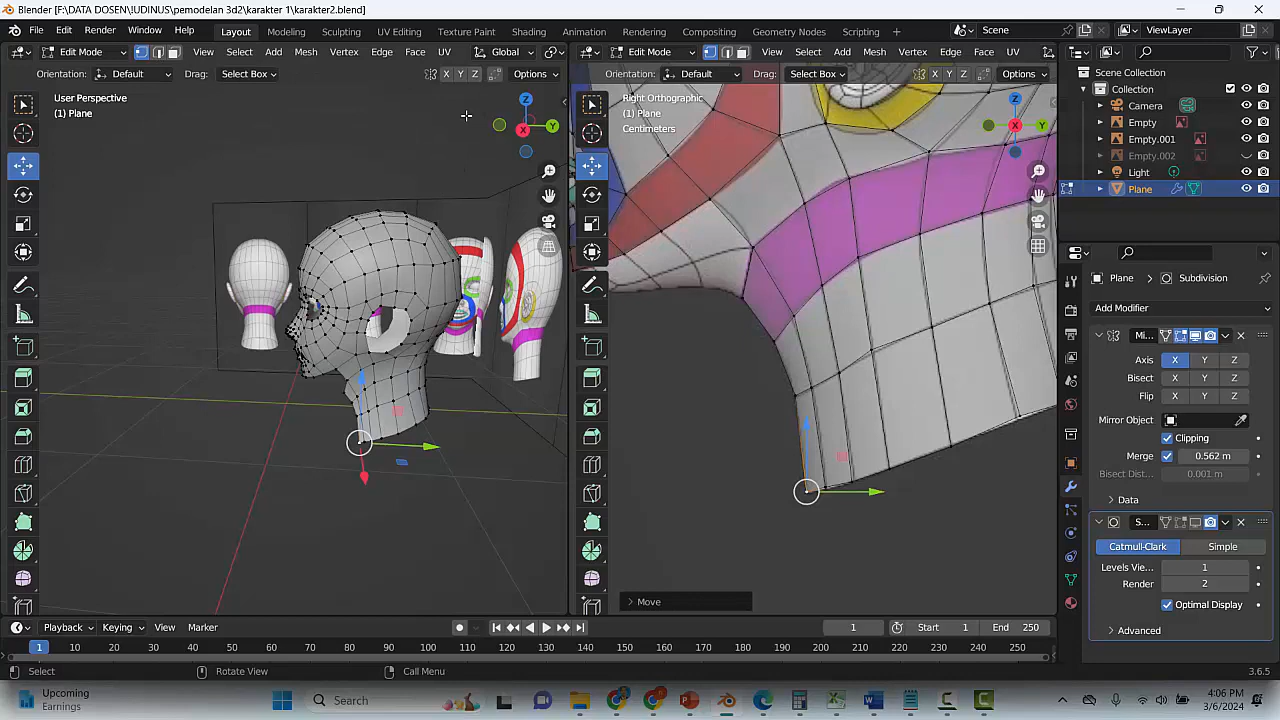 Blender [F:\DATA DOSEN\!UDINUS\pemodelan 3d2\karakter 1\karakter2.blend]
File Edit Render Window Help Layout Modeling Sculpting UV Editing Texture Paint Shading Animation Rendering Compositing Geometry Nodes Scripting Scene ViewLayer
Edit Mode View Select Add Mesh Vertex Edge Face UV Global
Edit Mode View Select Add Mesh Vertex Edge Face UV
Orientation: Default Drag: Select Box X Y Z Options
Orientation: Default Drag: Select Box X Y Z Options
User Perspective
(1) Plane
Right Orthographic
(1) Plane
Centimeters
Z
Y
X
Z
Y
X
Move
Scene Collection
Collection
Camera
Empty
Empty.001
Empty.002
Light
Plane
Plane > Subdivision
Add Modifier
Mi...
Axis X Y Z
Bisect X Y Z
Flip X Y Z
Mirror Object
Clipping
Merge 0.562 m
Bisect Dist... 0.001 m
Data
S...
Catmull-Clark Simple
Levels Vie... 1
Render 2
Optimal Display
Advanced
Playback Keying View Marker 1 Start 1 End 250
1 10 20 30 40 50 60 70 80 90 100 110 120 130 140 150 160 170 180 190 200 210 220 230 240 250
Select Rotate View Call Menu 3.6.5
Upcoming
Earnings
Search
4:06 PM
3/6/2024